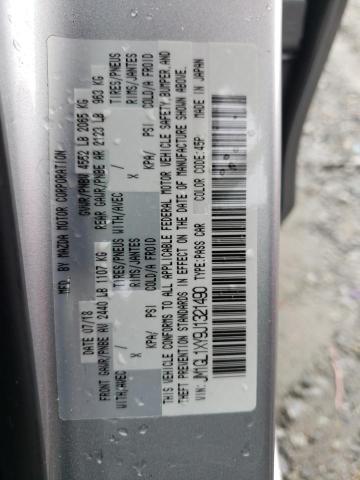 MFD. BY MAZDA MOTOR CORPORATION
DATE: 07/18 GVWR/PNBV 4552 LB 2065 KG
FRONT GAWR/PNBE AV 2440 LB 1107 KG REAR GAWR/PNBE AR 2123 LB 963 KG
WITH/AVEC / TIRES/PNEUS WITH/AVEC / TIRES/PNEUS
X RIMS/JANTES X RIMS/JANTES
KPA/ PSI COLD/A FROID KPA/ PSI COLD/A FROID
THIS VEHICLE CONFORMS TO ALL APPLICABLE FEDERAL MOTOR VEHICLE SAFETY, BUMPER, AND
THEFT PREVENTION STANDARDS IN EFFECT ON THE DATE OF MANUFACTURE SHOWN ABOVE.
VIN: JM1GL1XY9J1321490 TYPE: PASS CAR COLOR CODE: 45P MADE IN JAPAN